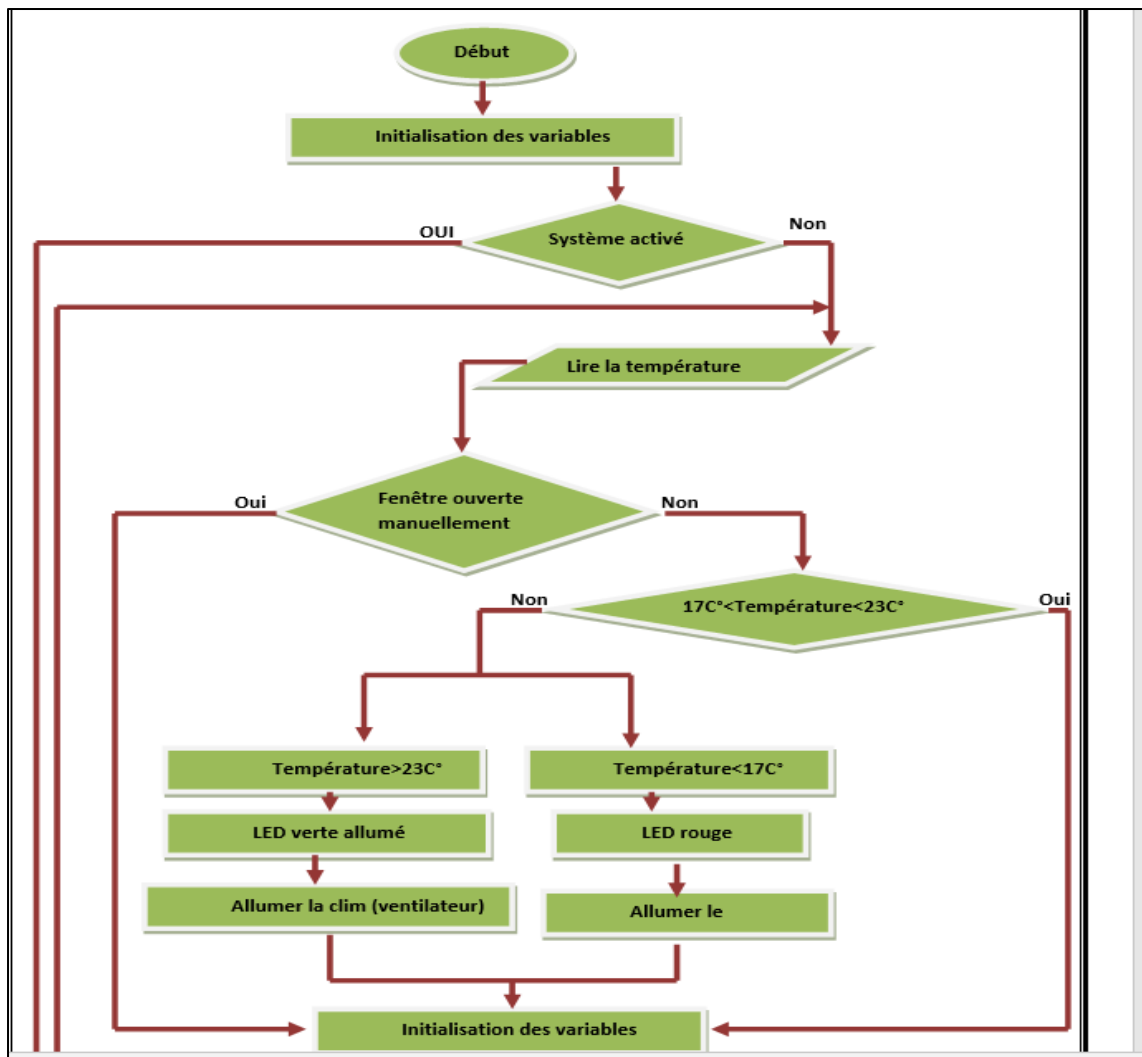 Début
Initialisation des variables
OUI
Système activé
Non
Lire la température
Oui
Fenêtre ouverte
manuellement
Non
Non
17C°<Température<23C°
Oui
Température>23C°
Température<17C°
LED verte allumé
LED rouge
Allumer la clim (ventilateur)
Allumer le
Initialisation des variables